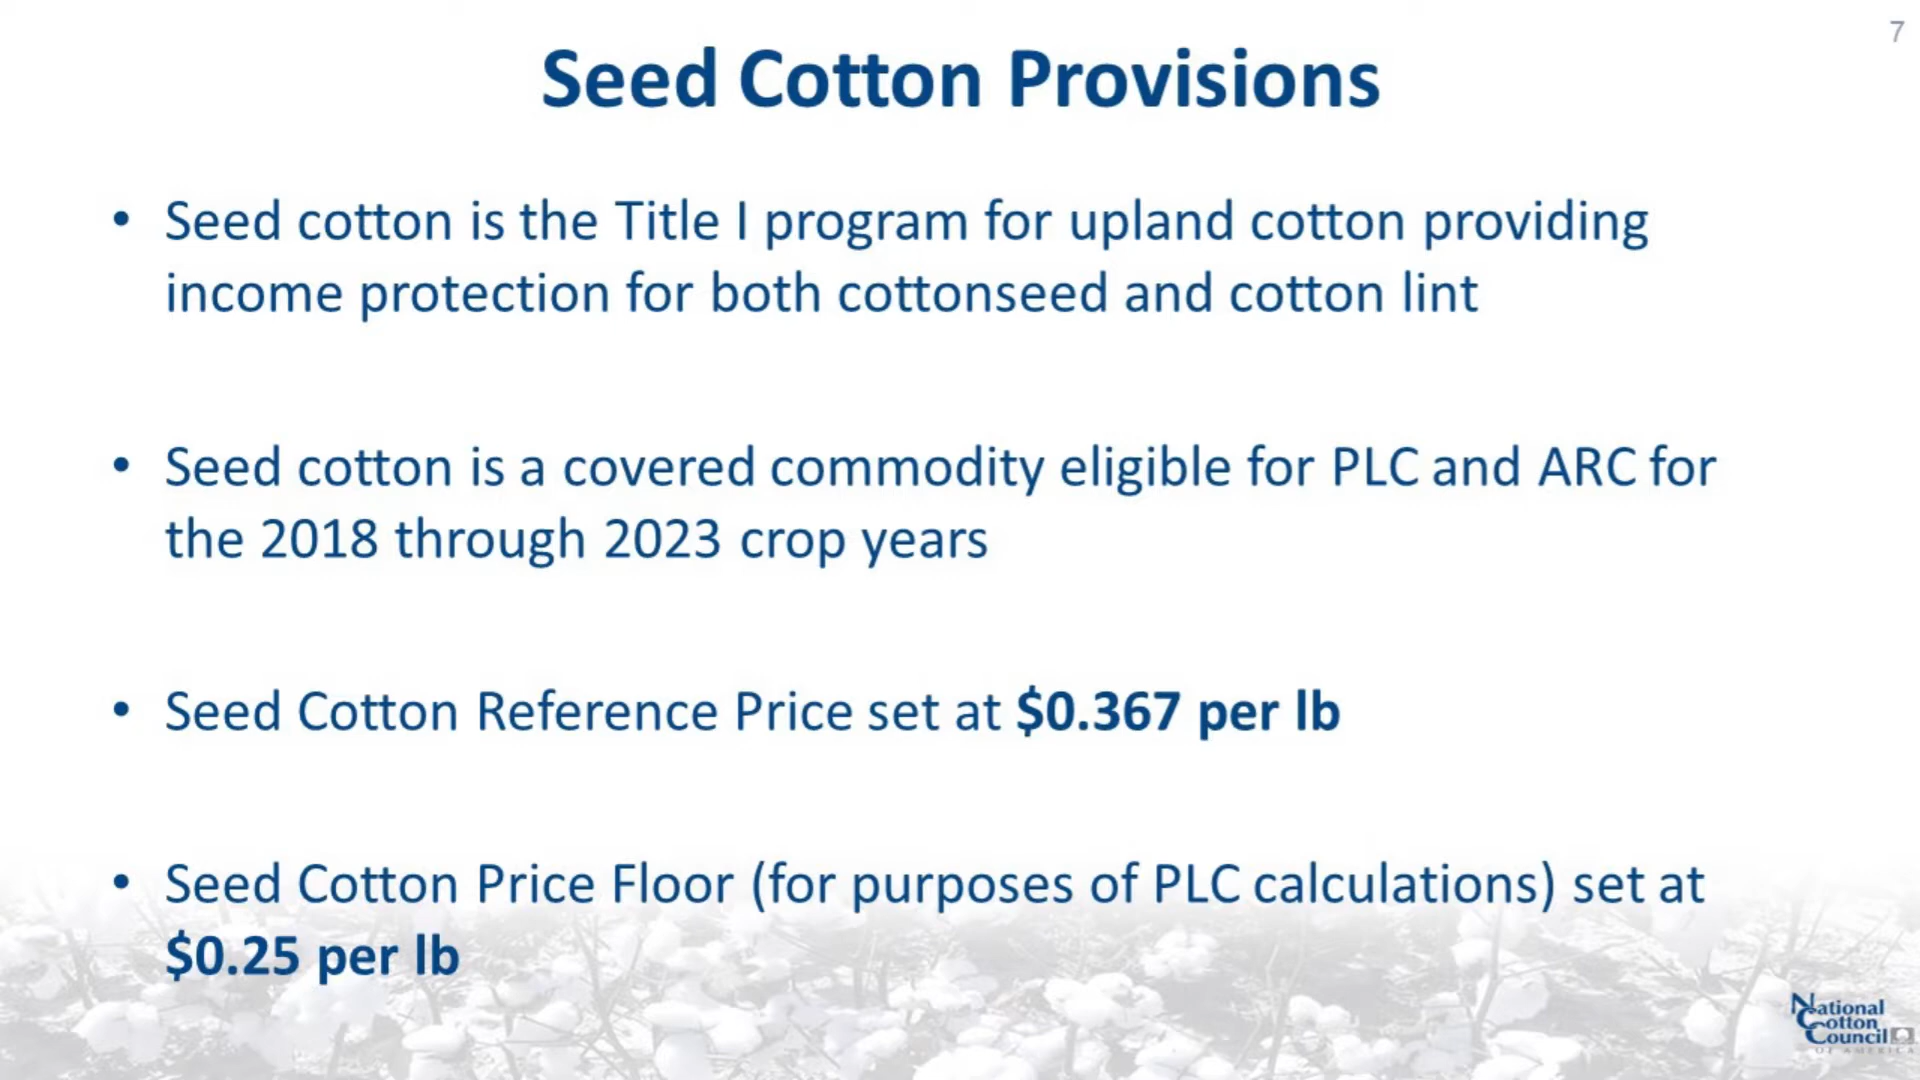 7
Seed Cotton Provisions
• Seed cotton is the Title I program for upland cotton providing
income protection for both cottonseed and cotton lint
• Seed cotton is a covered commodity eligible for PLC and ARC for
the 2018 through 2023 crop years
• Seed Cotton Reference Price set at $0.367 per lb
• Seed Cotton Price Floor (for purposes of PLC calculations) set at
$0.25 per lb
National
Cotton
Council
OF AMERICA